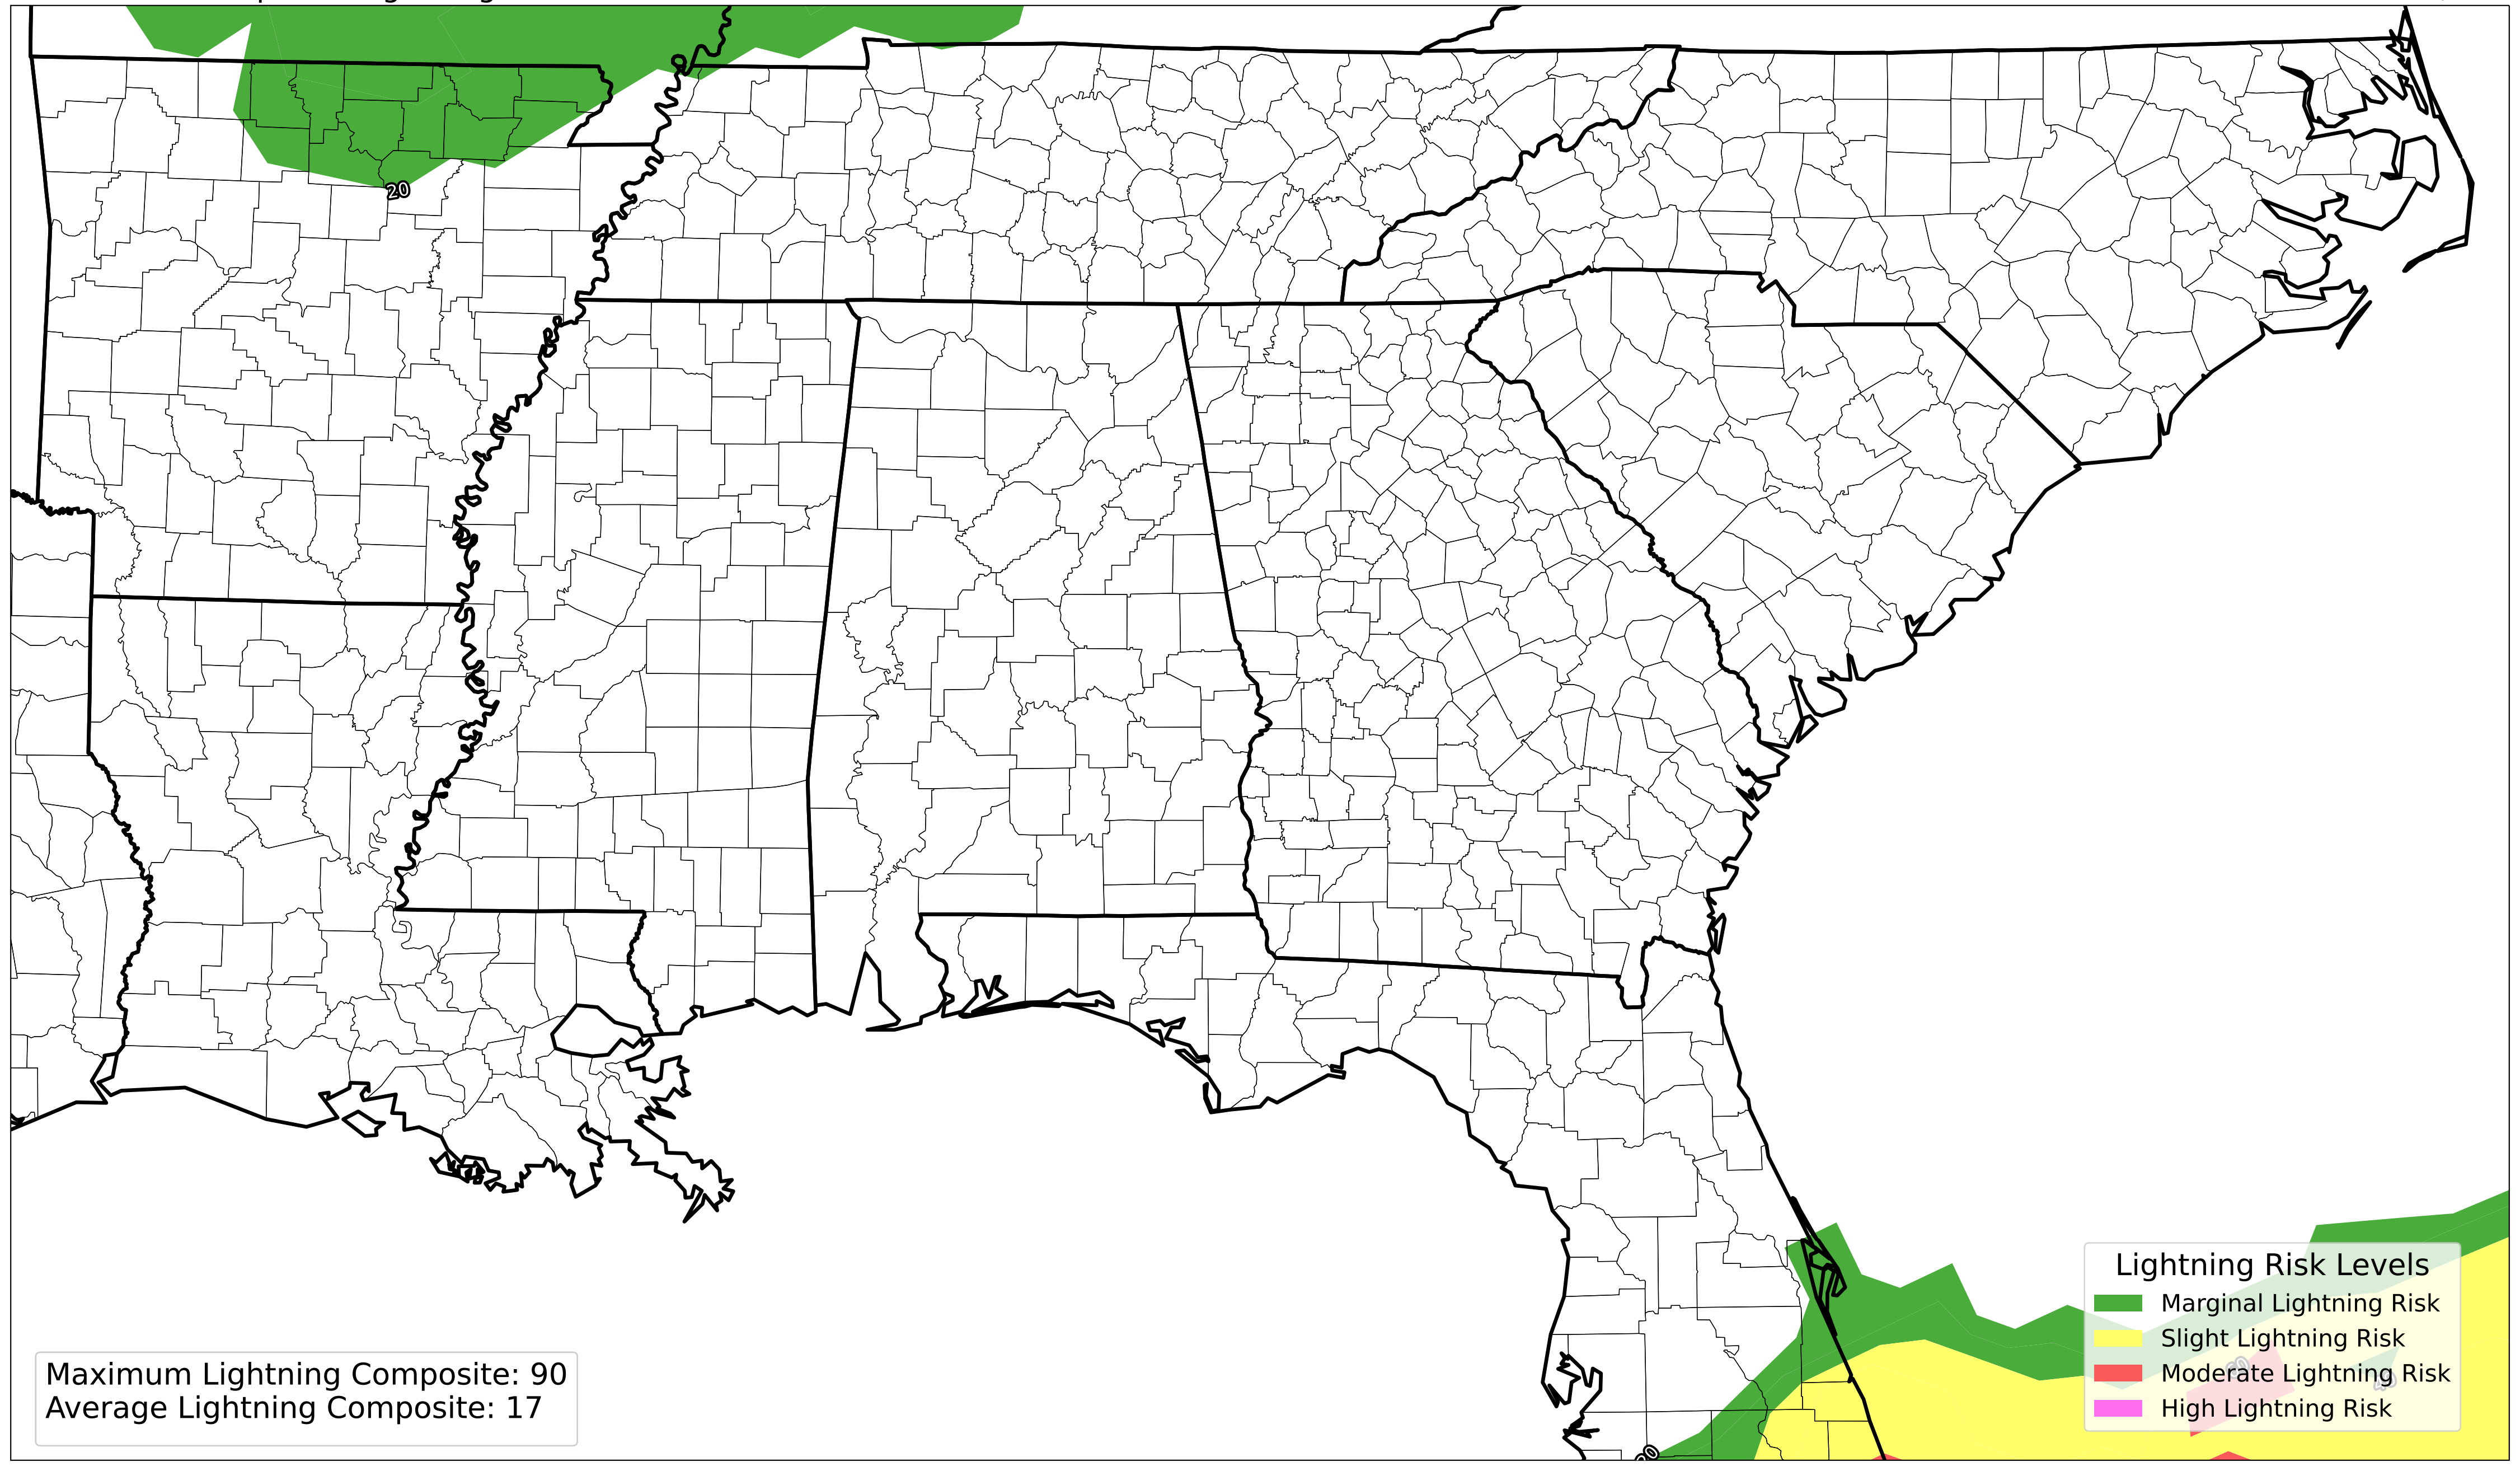 20
Lightning Risk Levels
Marginal Lightning Risk
Slight Lightning Risk
Moderate Lightning Risk
High Lightning Risk
Maximum Lightning Composite: 90
Average Lightning Composite: 17